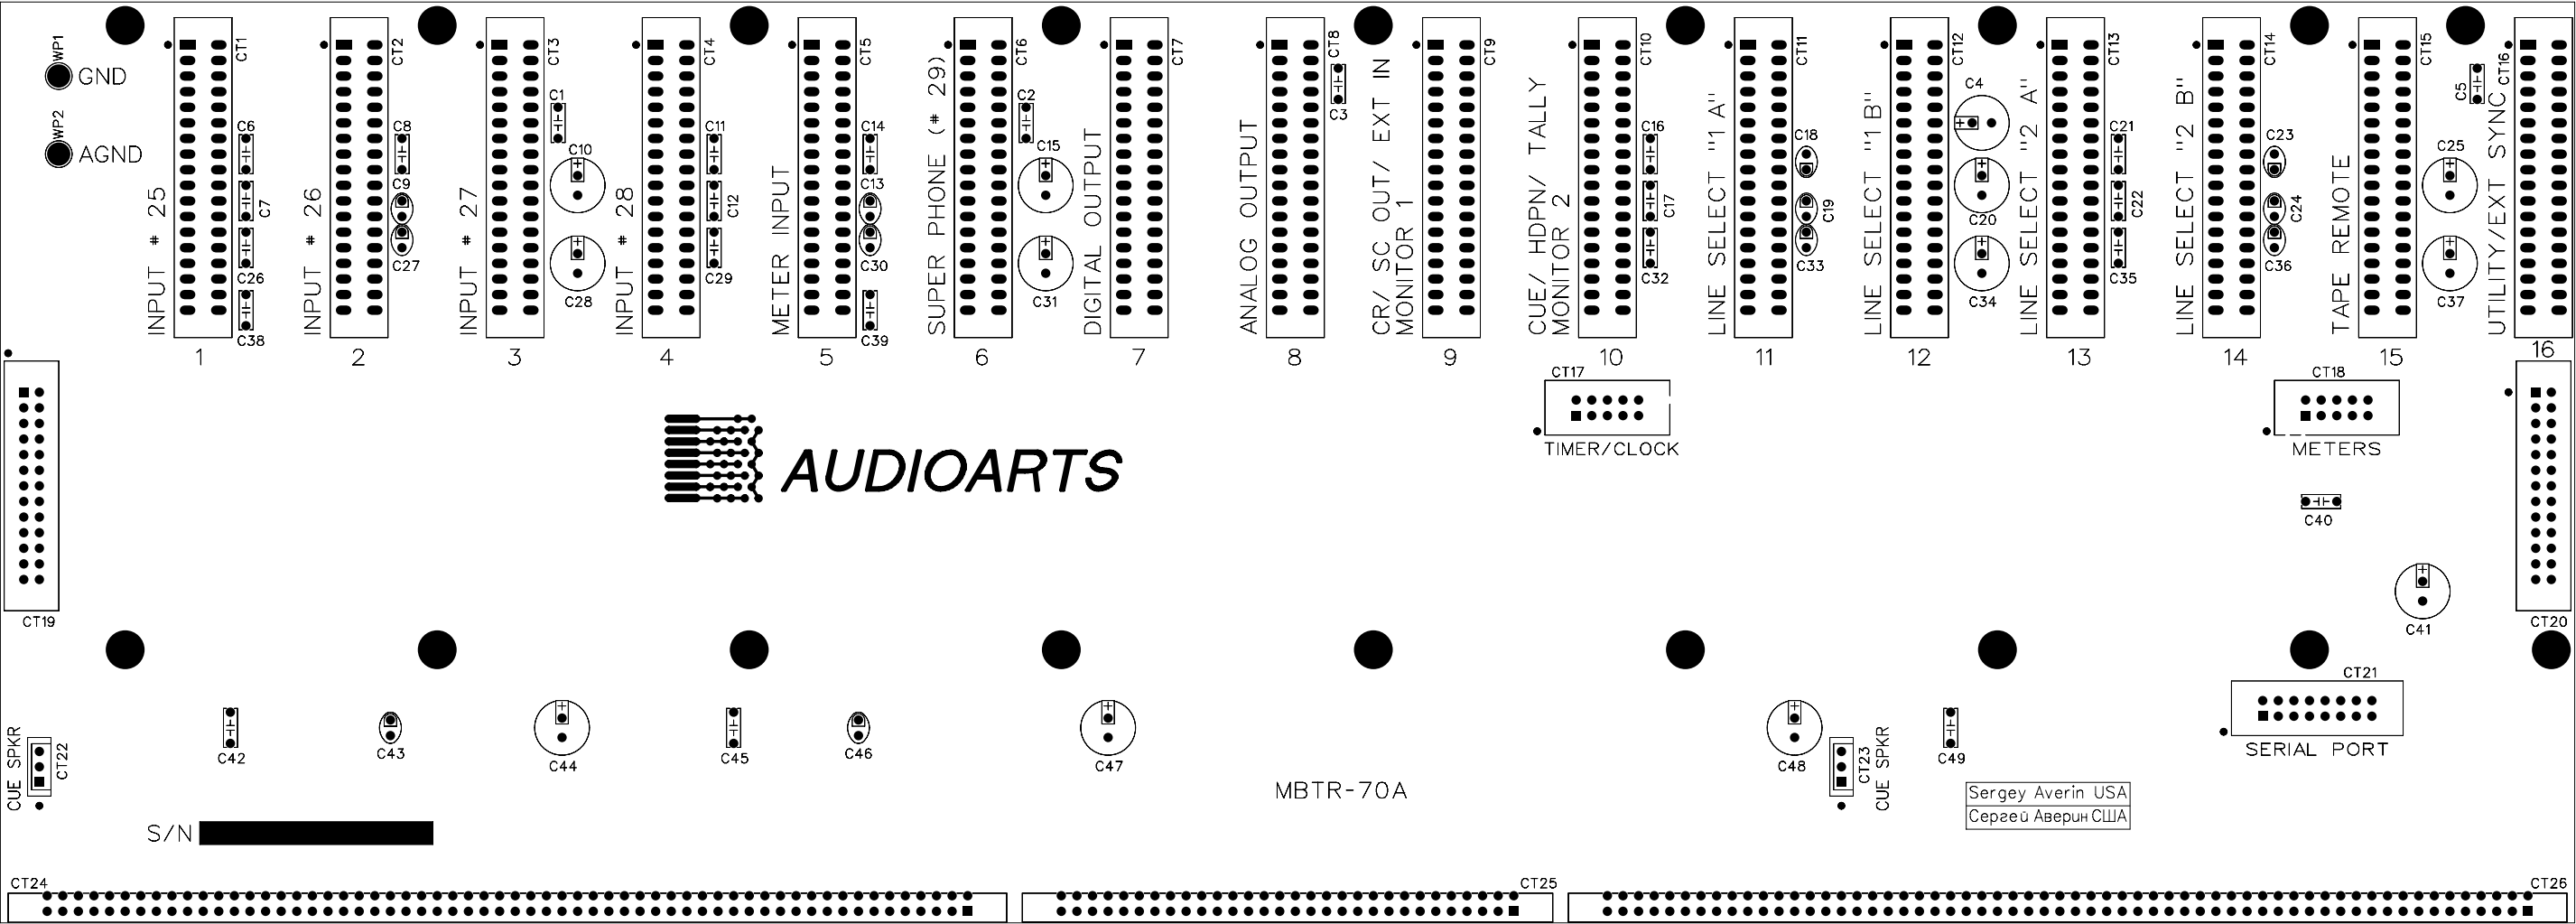 WP1
GND
WP2
AGND
INPUT # 25
CT1
C6
C7
C26
C38
1
INPUT # 26
CT2
C8
C9
C27
2
INPUT # 27
CT3
C1
C10
C28
3
INPUT # 28
CT4
C11
C12
C29
4
METER INPUT
CT5
C14
C13
C30
C39
5
SUPER PHONE (# 29)
CT6
C2
C15
C31
6
DIGITAL OUTPUT
CT7
7
ANALOG OUTPUT
CT8
C3
8
CR/ SC OUT/ EXT IN
MONITOR 1
CT9
9
CUE/ HDPN/ TALLY
MONITOR 2
CT10
C16
C17
C32
10
LINE SELECT "1 A"
CT11
C18
C19
C33
11
LINE SELECT "1 B"
CT12
C4
C20
C34
12
LINE SELECT "2 A"
CT13
C21
C22
C35
13
LINE SELECT "2 B"
CT14
C23
C24
C36
14
TAPE REMOTE
CT15
C25
C37
15
UTILITY/EXT SYNC
C5
CT16
16
CT17
TIMER/CLOCK
CT18
METERS
AUDIOARTS
C40
C41
CT19
CT20
CT21
SERIAL PORT
CUE SPKR
CT22
C42
C43
C44
C45
C46
C47
C48
CT23
CUE SPKR
C49
MBTR-70A
Sergey Averin USA
Сергей Аверин США
S/N
CT24
CT25
CT26